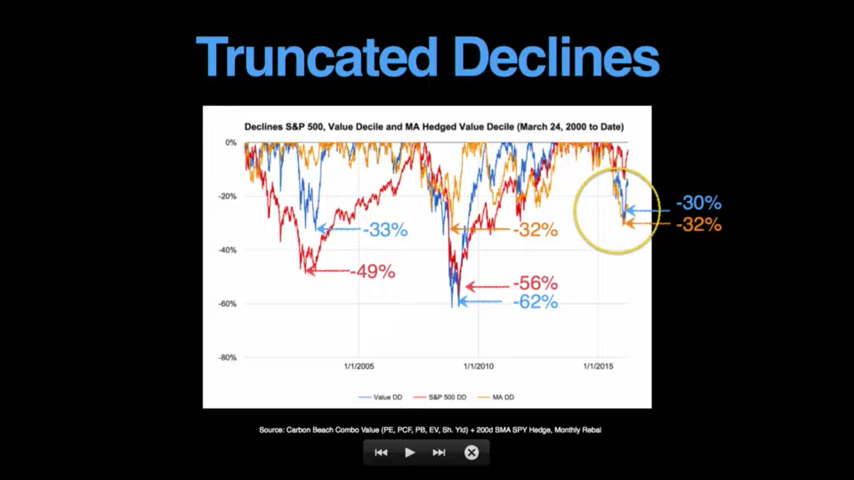 Truncated Declines
Declines S&P 500, Value Decile and MA Hedged Value Decile (March 24, 2000 to Date)
0%
-20%
-30%
-32%
-33%
-32%
-40%
-49%
-56%
-60%
-62%
-80%
1/1/2005 1/1/2010 1/1/2015
Value DD S&P 500 DD MA DD
Source: Carbon Beach Combo Value (PE, PCF, PB, EV, Sh. Yld) + 200d SMA SPY Hedge, Monthly Rebal